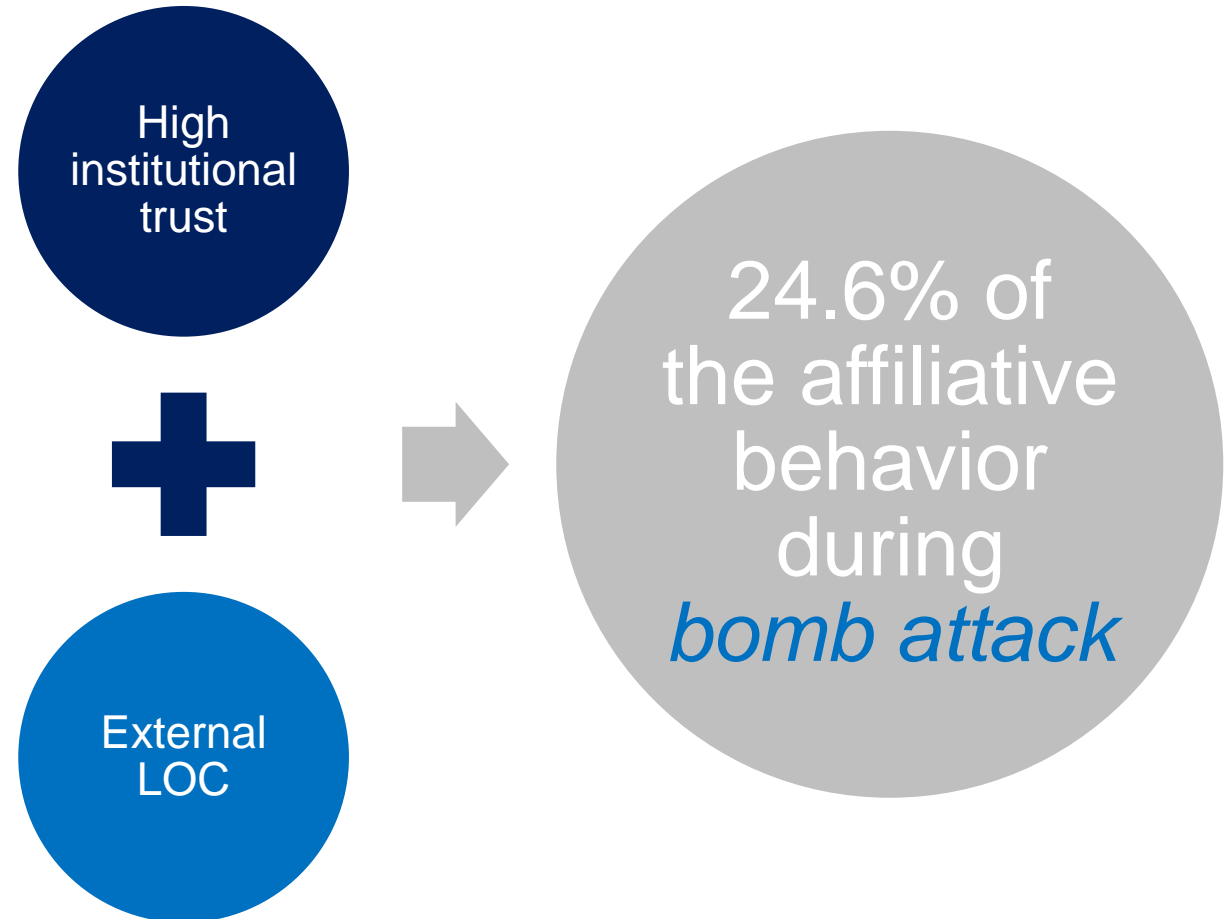 High
institutional
trust
External
LOC
24.6% of
the affiliative
behavior
during
bomb attack